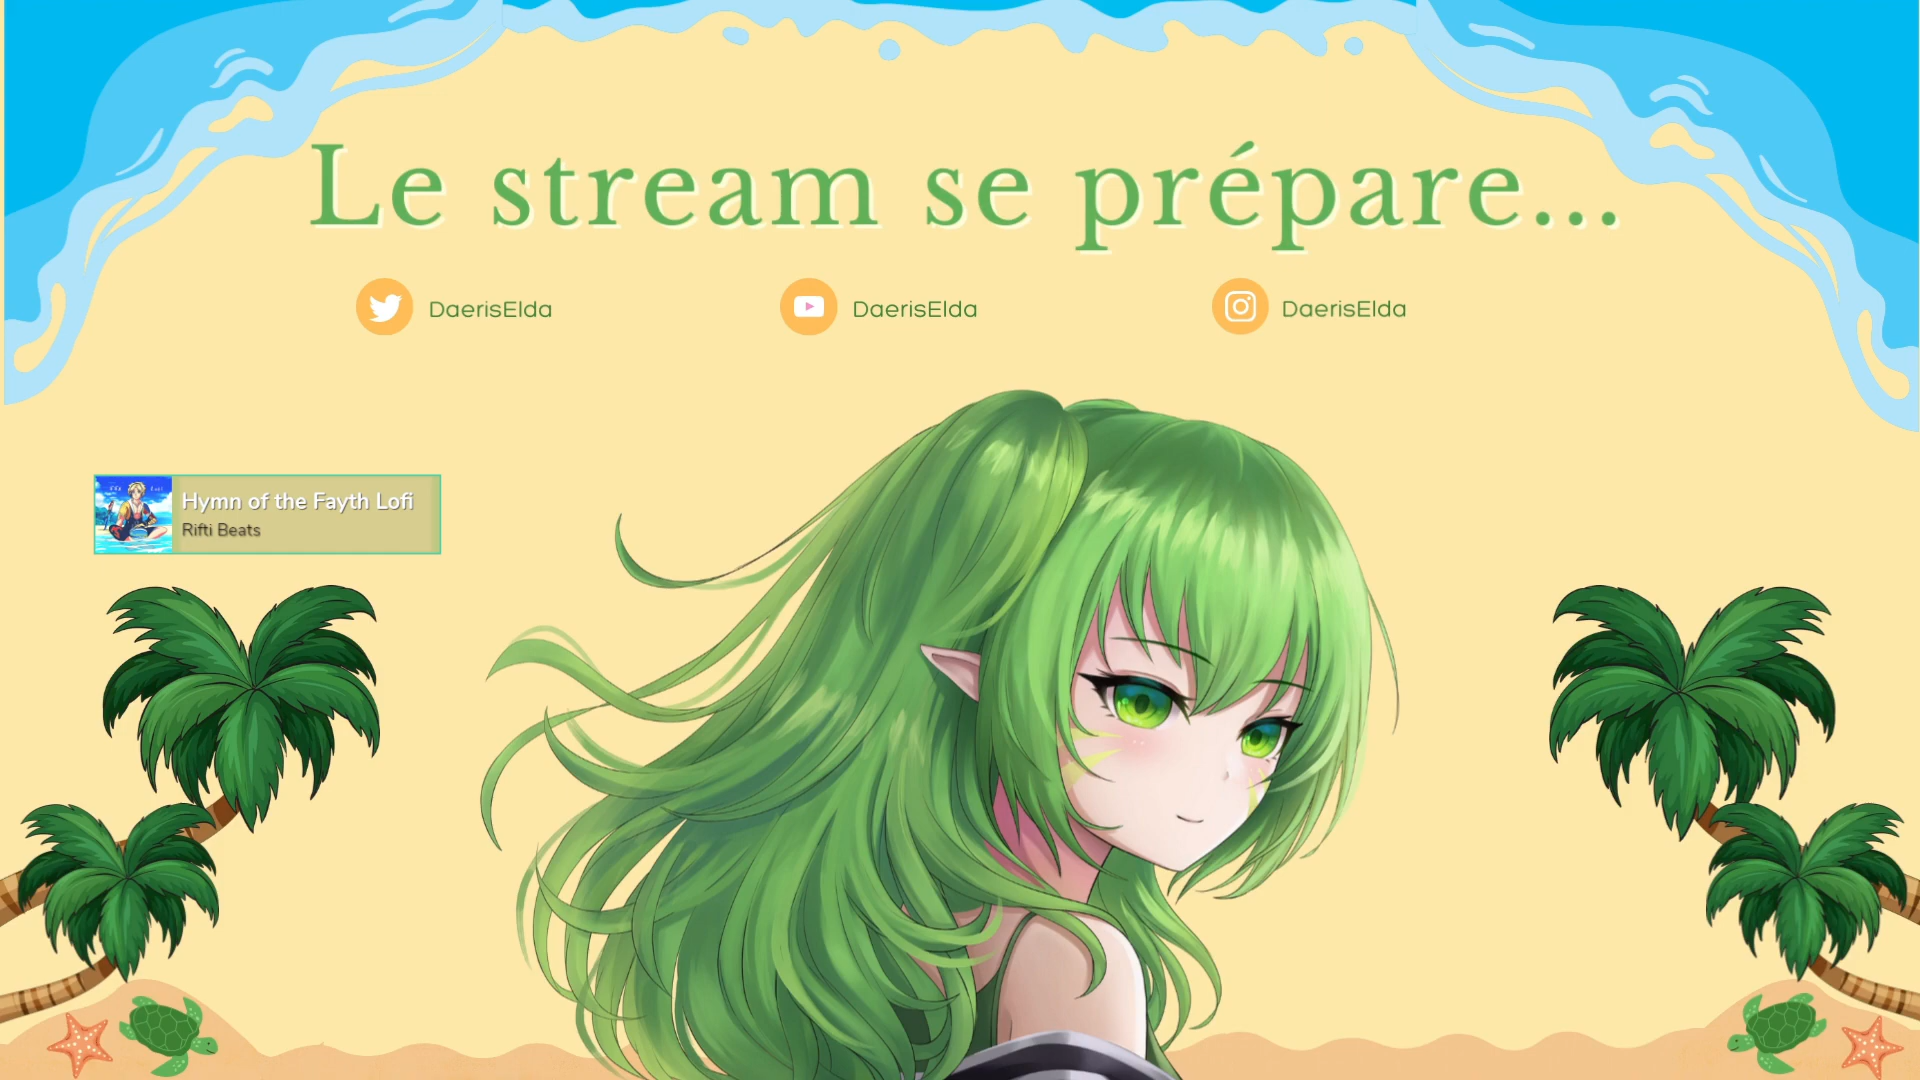 Le stream se prépare...
DaerisElda
DaerisElda
DaerisElda
Hymn of the Fayth Lofi
Rifti Beats